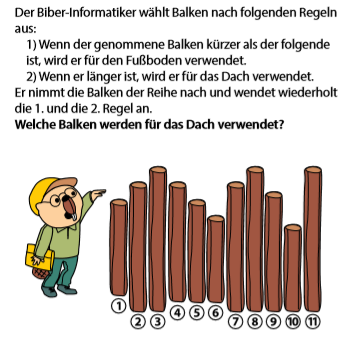 Der Biber-Informatiker wählt Balken nach folgenden Regeln
aus:
1) Wenn der genommene Balken kürzer als der folgende
ist, wird er für den Fußboden verwendet.
2) Wenn er länger ist, wird er für das Dach verwendet.
Er nimmt die Balken der Reihe nach und wendet wiederholt
die 1. und die 2. Regel an.
Welche Balken werden für das Dach verwendet?
1 2 3 4 5 6 7 8 9 10 11